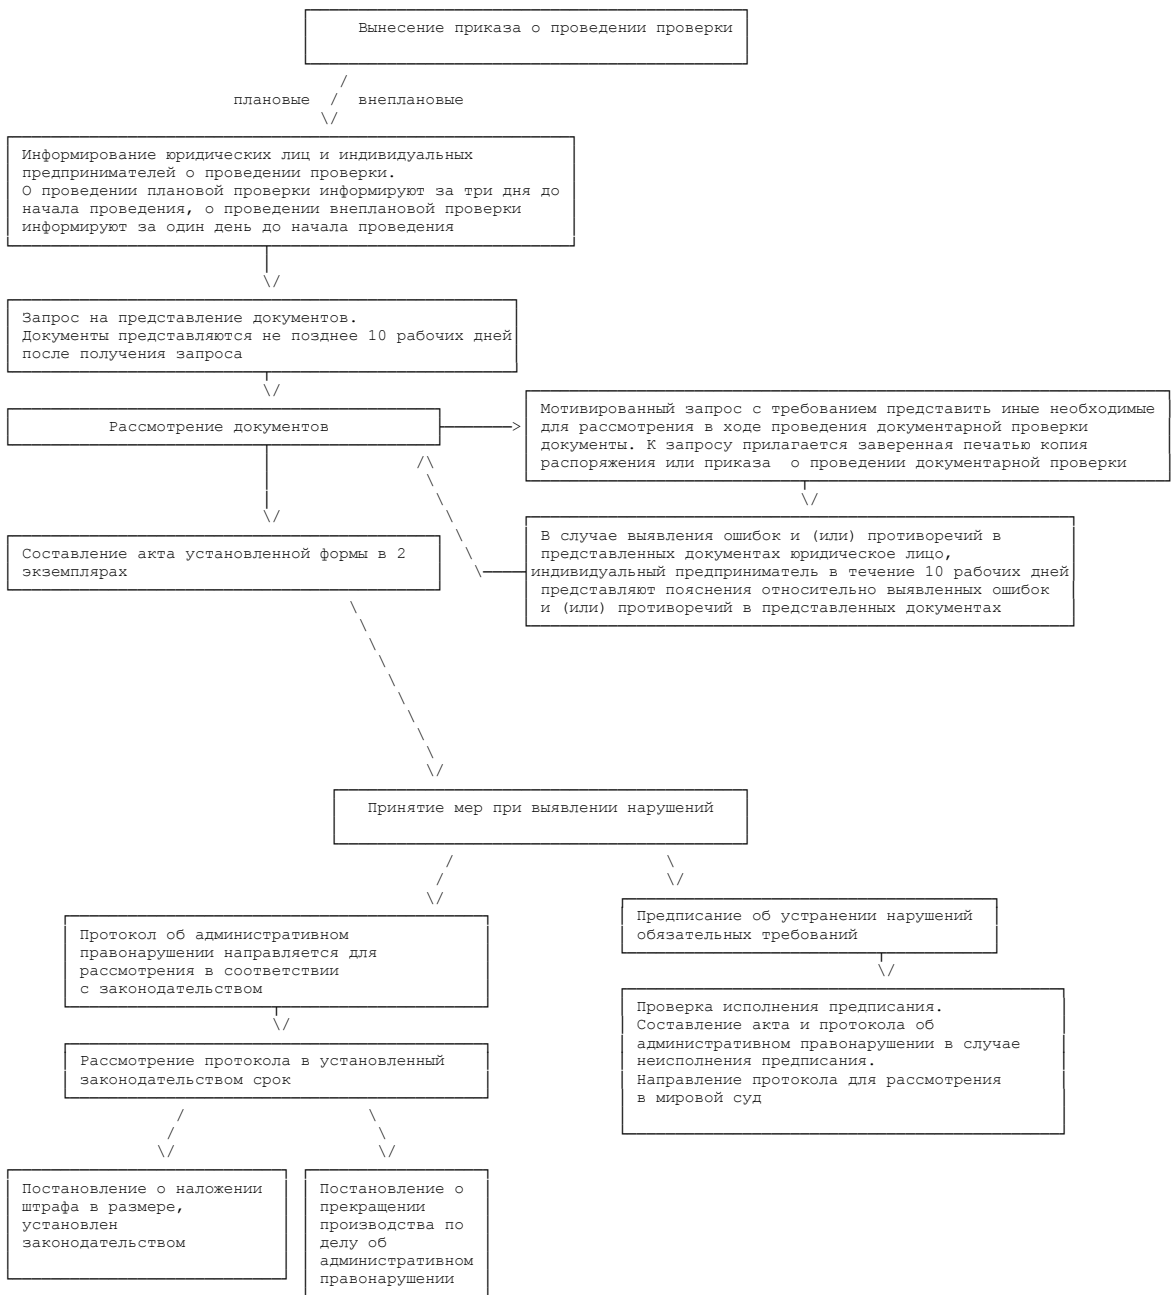 Вынесение приказа о проведении проверки
плановые / внеплановые
Информирование юридических лиц и индивидуальных
предпринимателей о проведении проверки.
О проведении плановой проверки информируют за три дня до
начала проведения, о проведении внеплановой проверки
информируют за один день до начала проведения
Запрос на представление документов.
Документы представляются не позднее 10 рабочих дней
после получения запроса
Рассмотрение документов
Мотивированный запрос с требованием представить иные необходимые
для рассмотрения в ходе проведения документарной проверки
документы. К запросу прилагается заверенная печатью копия
распоряжения или приказа о проведении документарной проверки
Составление акта установленной формы в 2
экземплярах
В случае выявления ошибок и (или) противоречий в
представленных документах юридическое лицо,
индивидуальный предприниматель в течение 10 рабочих дней
представляют пояснения относительно выявленных ошибок
и (или) противоречий в представленных документах
Принятие мер при выявлении нарушений
Протокол об административном
правонарушении направляется для
рассмотрения в соответствии
с законодательством
Предписание об устранении нарушений
обязательных требований
Рассмотрение протокола в установленный
законодательством срок
Проверка исполнения предписания.
Составление акта и протокола об
административном правонарушении в случае
неисполнения предписания.
Направление протокола для рассмотрения
в мировой суд
Постановление о наложении
штрафа в размере,
установлен
законодательством
Постановление о
прекращении
производства по
делу об
административном
правонарушении